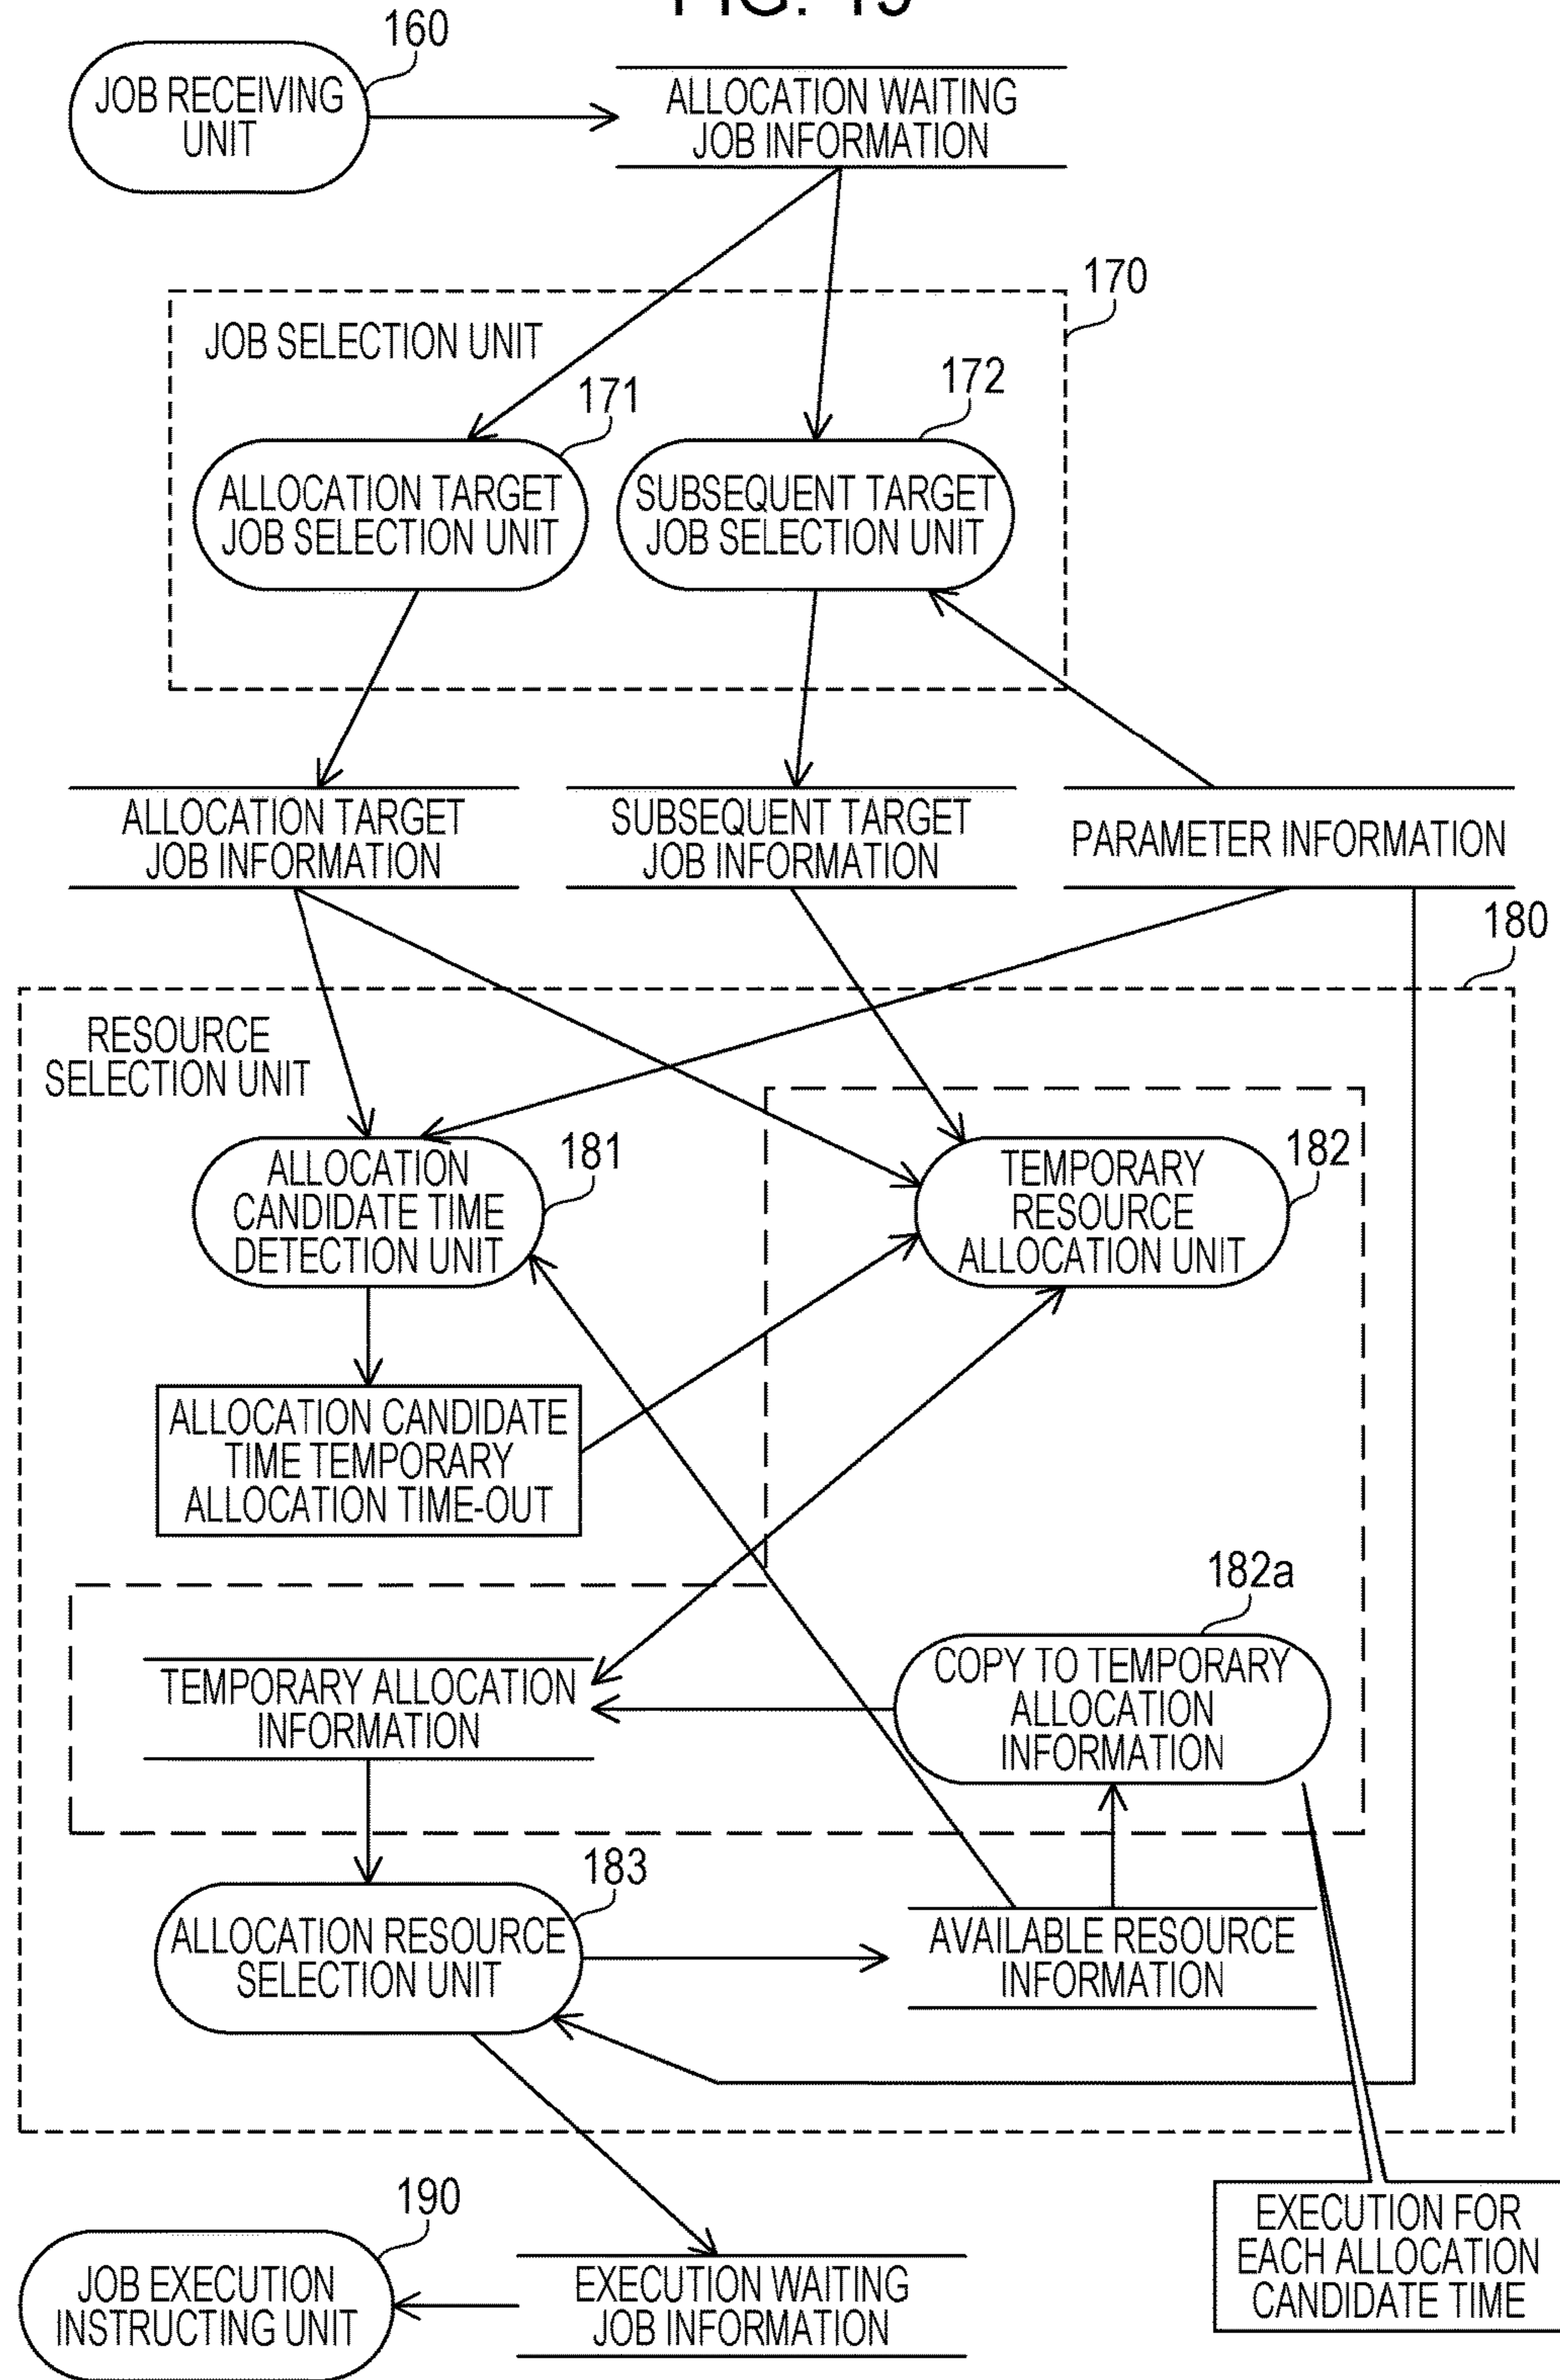 160
JOB RECEIVING
UNIT
ALLOCATION WAITING
JOB INFORMATION
170
JOB SELECTION UNIT
171
172
ALLOCATION TARGET
JOB SELECTION UNIT
SUBSEQUENT TARGET
JOB SELECTION UNIT
ALLOCATION TARGET
JOB INFORMATION
SUBSEQUENT TARGET
JOB INFORMATION
PARAMETER INFORMATION
180
RESOURCE
SELECTION UNIT
181
ALLOCATION
CANDIDATE TIME
DETECTION UNIT
182
TEMPORARY
RESOURCE
ALLOCATION UNIT
ALLOCATION CANDIDATE
TIME TEMPORARY
ALLOCATION TIME-OUT
182a
TEMPORARY ALLOCATION
INFORMATION
COPY TO TEMPORARY
ALLOCATION
INFORMATION
183
ALLOCATION RESOURCE
SELECTION UNIT
AVAILABLE RESOURCE
INFORMATION
190
JOB EXECUTION
INSTRUCTING UNIT
EXECUTION WAITING
JOB INFORMATION
EXECUTION FOR
EACH ALLOCATION
CANDIDATE TIME